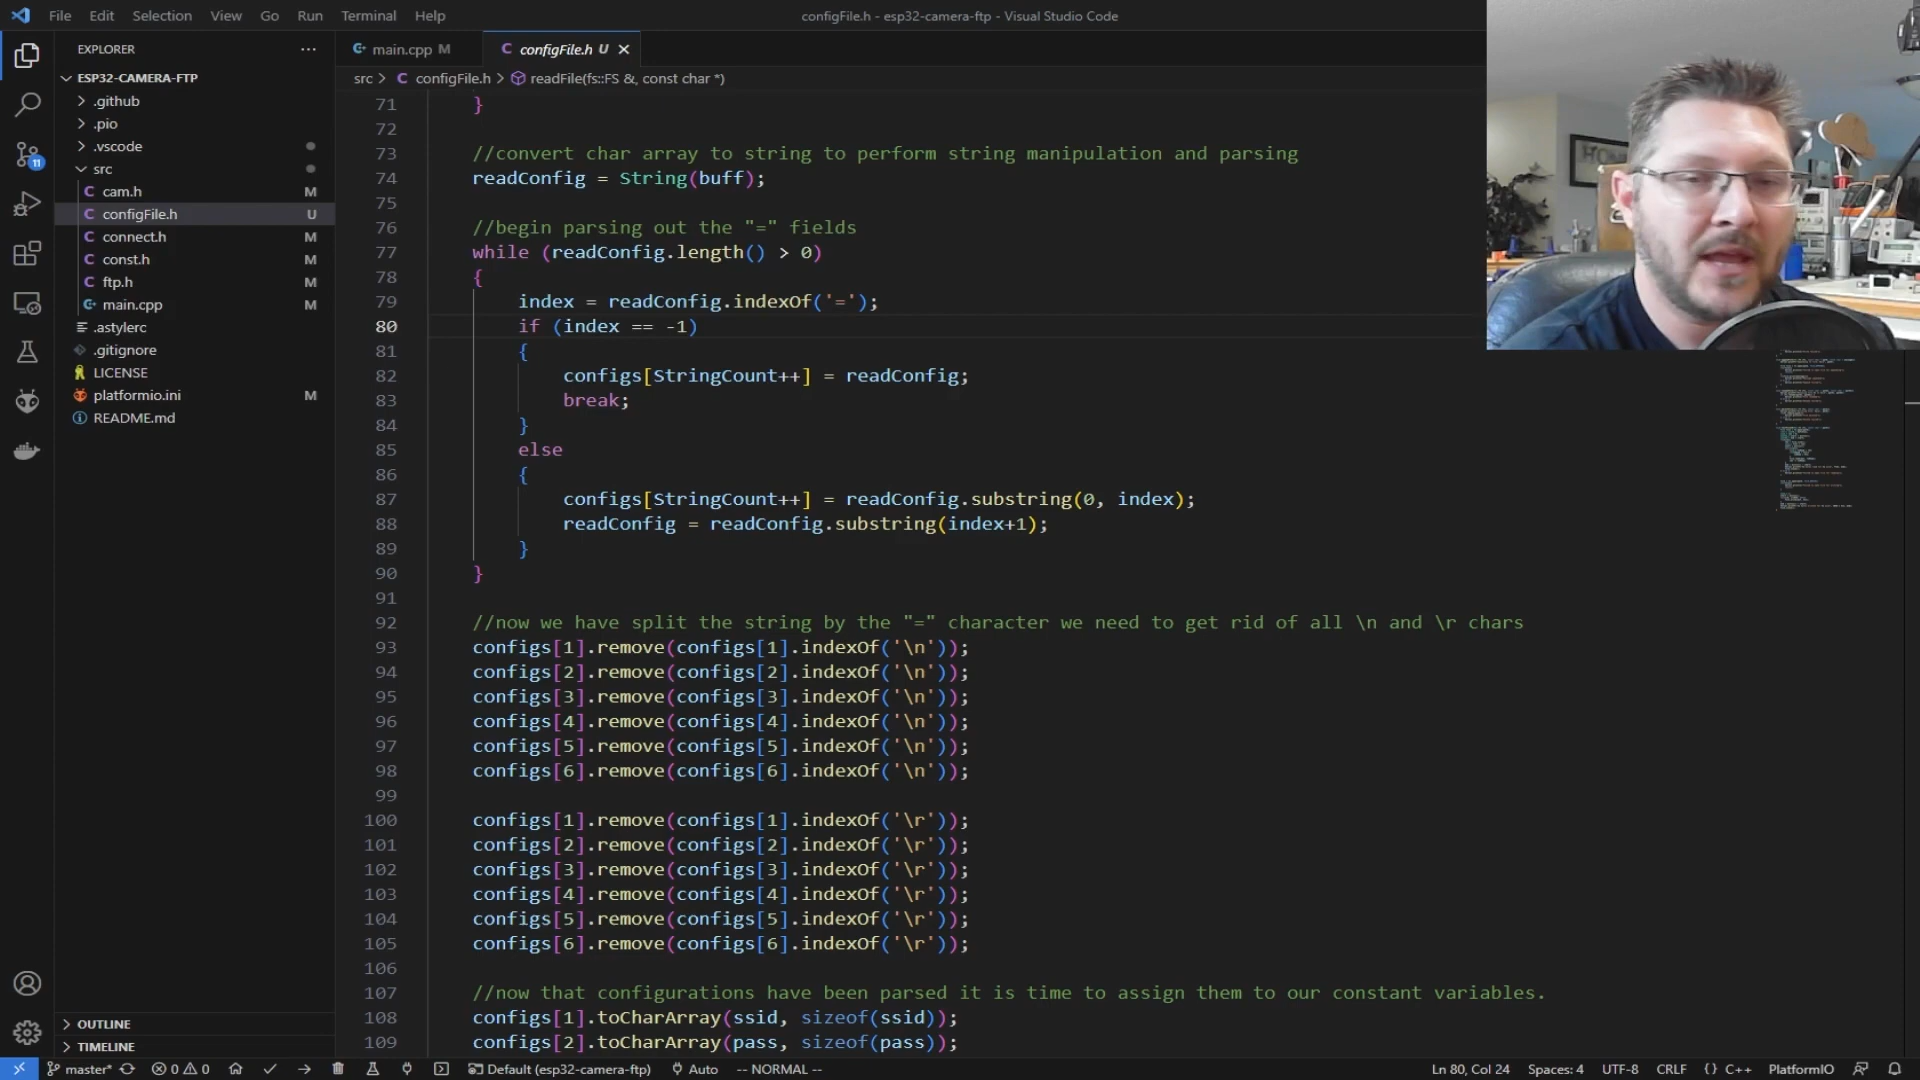 File Edit Selection View Go Run Terminal Help
configFile.h - esp32-camera-ftp - Visual Studio Code
EXPLORER
ESP32-CAMERA-FTP
.github
.pio
.vscode
src
cam.h M
configFile.h U
connect.h M
const.h M
ftp.h M
main.cpp M
.astylerc
.gitignore
LICENSE
platformio.ini M
README.md
11
OUTLINE
TIMELINE
main.cpp M configFile.h U
src > configFile.h > readFile(fs::FS &, const char *)
71 }
72
73 //convert char array to string to perform string manipulation and parsing
74 readConfig = String(buff);
75
76 //begin parsing out the "=" fields
77 while (readConfig.length() > 0)
78 {
79 index = readConfig.indexOf('=');
80 if (index == -1)
81 {
82 configs[StringCount++] = readConfig;
83 break;
84 }
85 else
86 {
87 configs[StringCount++] = readConfig.substring(0, index);
88 readConfig = readConfig.substring(index+1);
89 }
90 }
91
92 //now we have split the string by the "=" character we need to get rid of all \n and \r chars
93 configs[1].remove(configs[1].indexOf('\n'));
94 configs[2].remove(configs[2].indexOf('\n'));
95 configs[3].remove(configs[3].indexOf('\n'));
96 configs[4].remove(configs[4].indexOf('\n'));
97 configs[5].remove(configs[5].indexOf('\n'));
98 configs[6].remove(configs[6].indexOf('\n'));
99
100 configs[1].remove(configs[1].indexOf('\r'));
101 configs[2].remove(configs[2].indexOf('\r'));
102 configs[3].remove(configs[3].indexOf('\r'));
103 configs[4].remove(configs[4].indexOf('\r'));
104 configs[5].remove(configs[5].indexOf('\r'));
105 configs[6].remove(configs[6].indexOf('\r'));
106
107 //now that configurations have been parsed it is time to assign them to our constant variables.
108 configs[1].toCharArray(ssid, sizeof(ssid));
109 configs[2].toCharArray(pass, sizeof(pass));
master* 0 0 Default (esp32-camera-ftp) Auto -- NORMAL -- Ln 80, Col 24 Spaces: 4 UTF-8 CRLF {} C++ PlatformIO